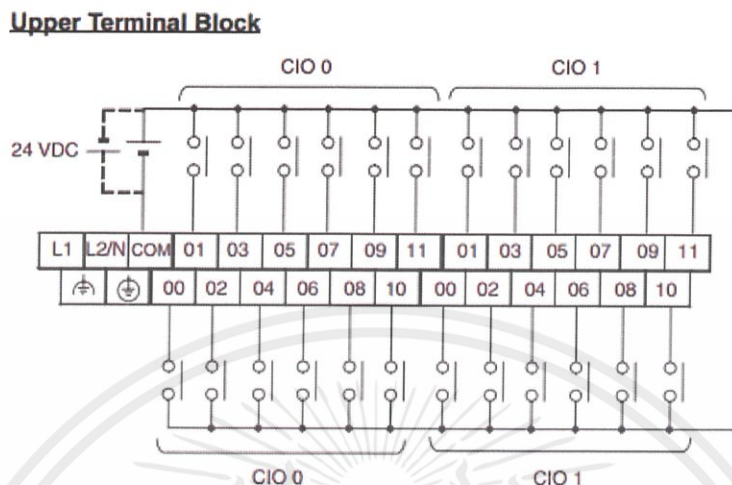 Upper Terminal Block
CIO 0 CIO 1
24 VDC
L1 L2/N COM 01 03 05 07 09 11 01 03 05 07 09 11
00 02 04 06 08 10 00 02 04 06 08 10
CIO 0 CIO 1